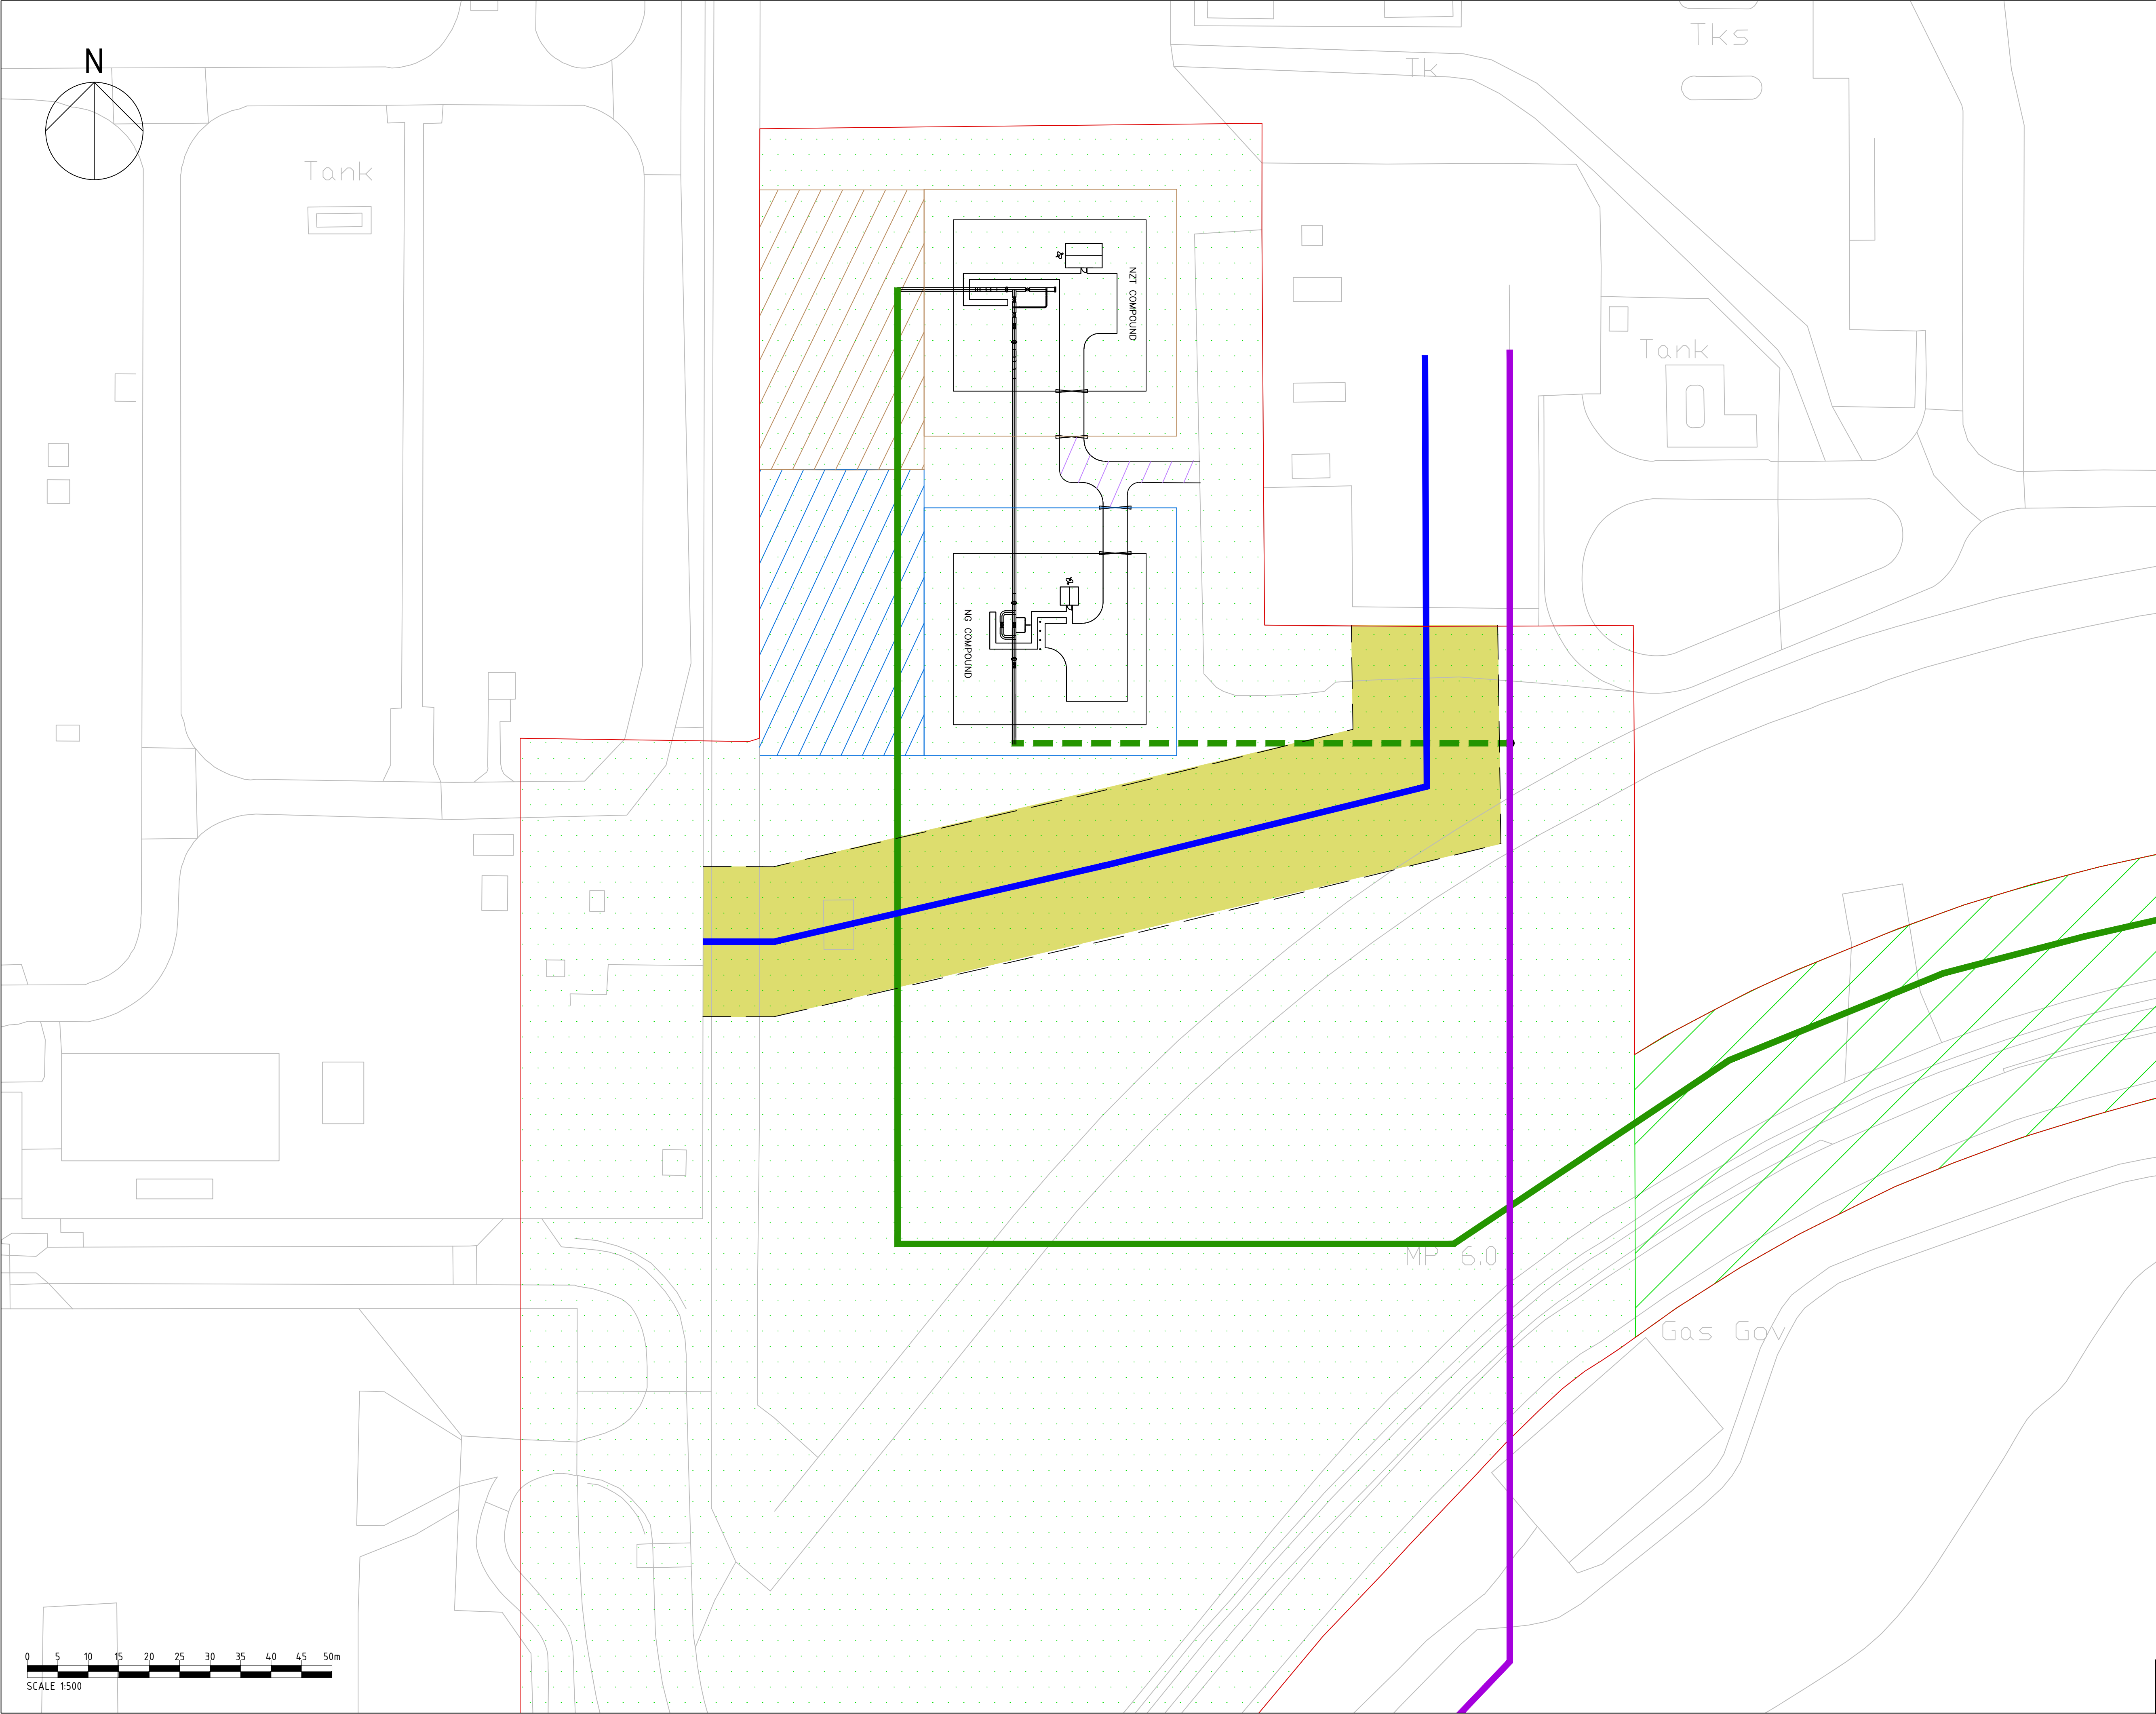 Tks
N
Tk
Tank
NZT COMPOUND
Tank
NG COMPOUND
MP 6.0
Gas Gov
0 5 10 15 20 25 30 35 40 45 50m
SCALE 1:500